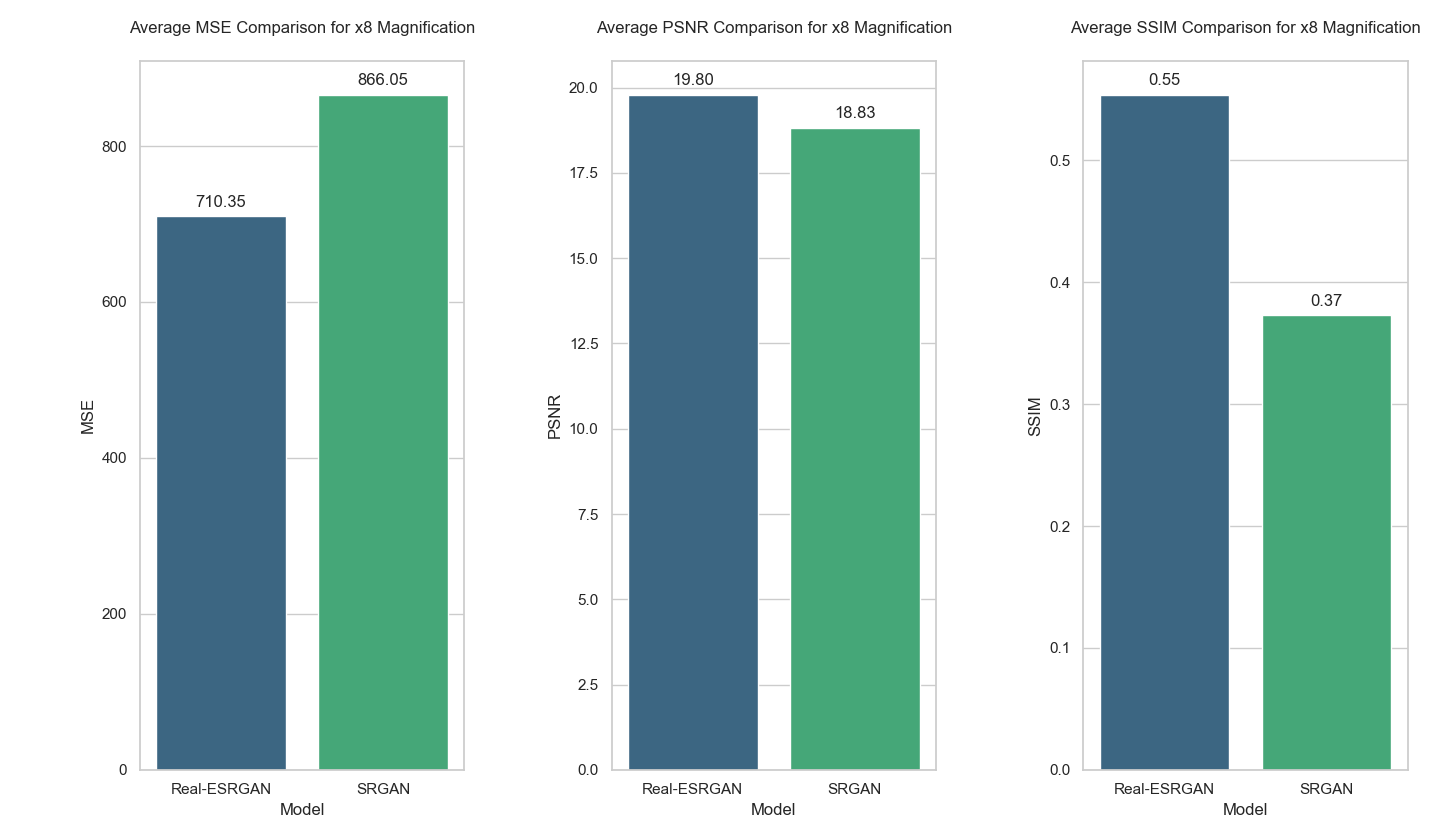 Average MSE Comparison for x8 Magnification
866.05
710.35
800
600
400
200
0
MSE
Real-ESRGAN
SRGAN
Model
Average PSNR Comparison for x8 Magnification
19.80
18.83
20.0
17.5
15.0
12.5
10.0
7.5
5.0
2.5
0.0
PSNR
Real-ESRGAN
SRGAN
Model
Average SSIM Comparison for x8 Magnification
0.55
0.37
0.5
0.4
0.3
0.2
0.1
0.0
SSIM
Real-ESRGAN
SRGAN
Model